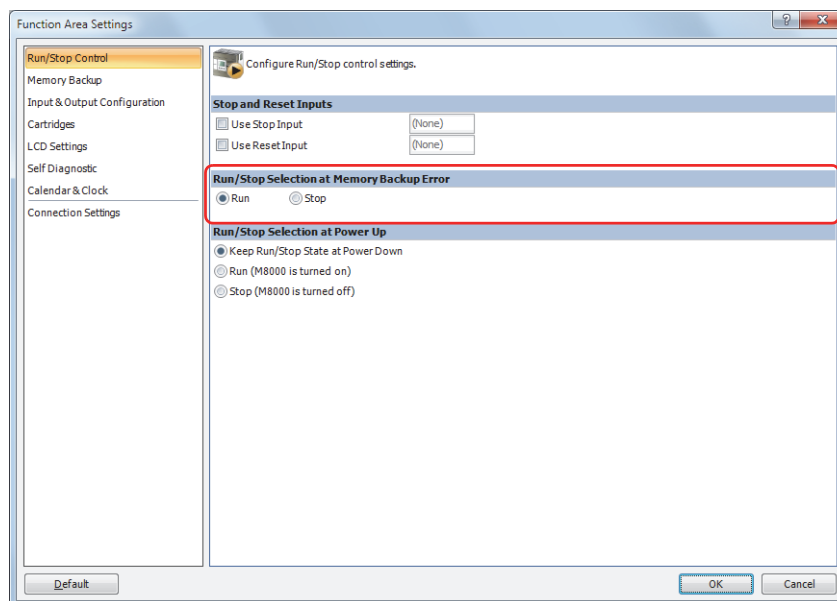 Function Area Settings
Run/Stop Control
Memory Backup
Input & Output Configuration
Cartridges
LCD Settings
Self Diagnostic
Calendar & Clock
Connection Settings
Configure Run/Stop control settings.
Stop and Reset Inputs
Use Stop Input (None)
Use Reset Input (None)
Run/Stop Selection at Memory Backup Error
Run Stop
Run/Stop Selection at Power Up
Keep Run/Stop State at Power Down
Run (M8000 is turned on)
Stop (M8000 is turned off)
Default OK Cancel